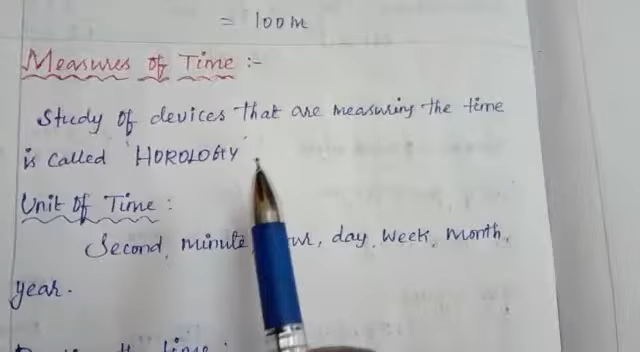 = 100m
Measures of Time :-
Study of devices that are measuring the time
is called 'HOROLOGY'
Unit of Time :
Second, minute, day, week, month,
year.
time :